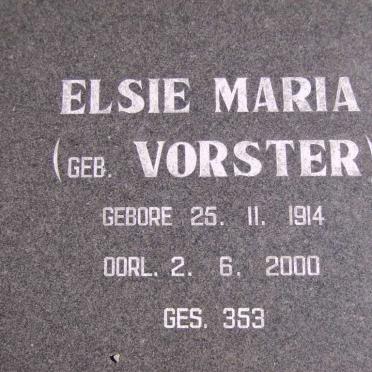 ELSIE MARIA
(GEB. VORSTER)
GEBORE 25. 11. 1914
OORL. 2. 6. 2000
GES. 353